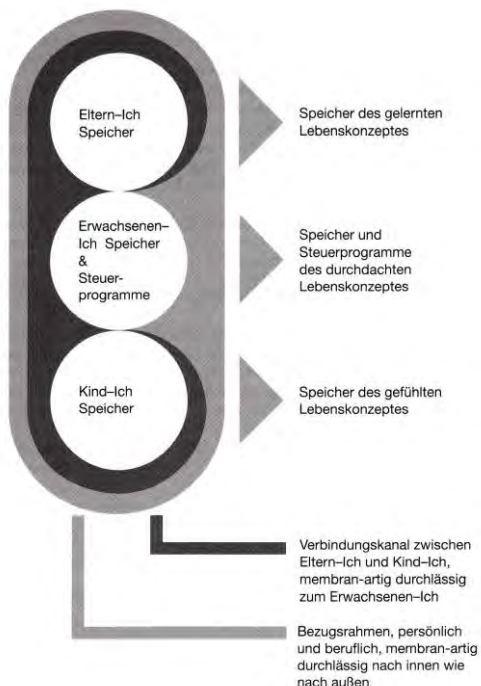 Eltern–Ich
Speicher
Speicher des gelernten
Lebenskonzeptes
Erwachsenen–
Ich Speicher
&
Steuer-
programme
Speicher und
Steuerprogramme
des durchdachten
Lebenskonzeptes
Kind–Ich
Speicher
Speicher des gefühlten
Lebenskonzeptes
Verbindungskanal zwischen
Eltern–Ich und Kind–Ich,
membran-artig durchlässig
zum Erwachsenen–Ich
Bezugsrahmen, persönlich
und beruflich, membran-artig
durchlässig nach innen wie
nach außen